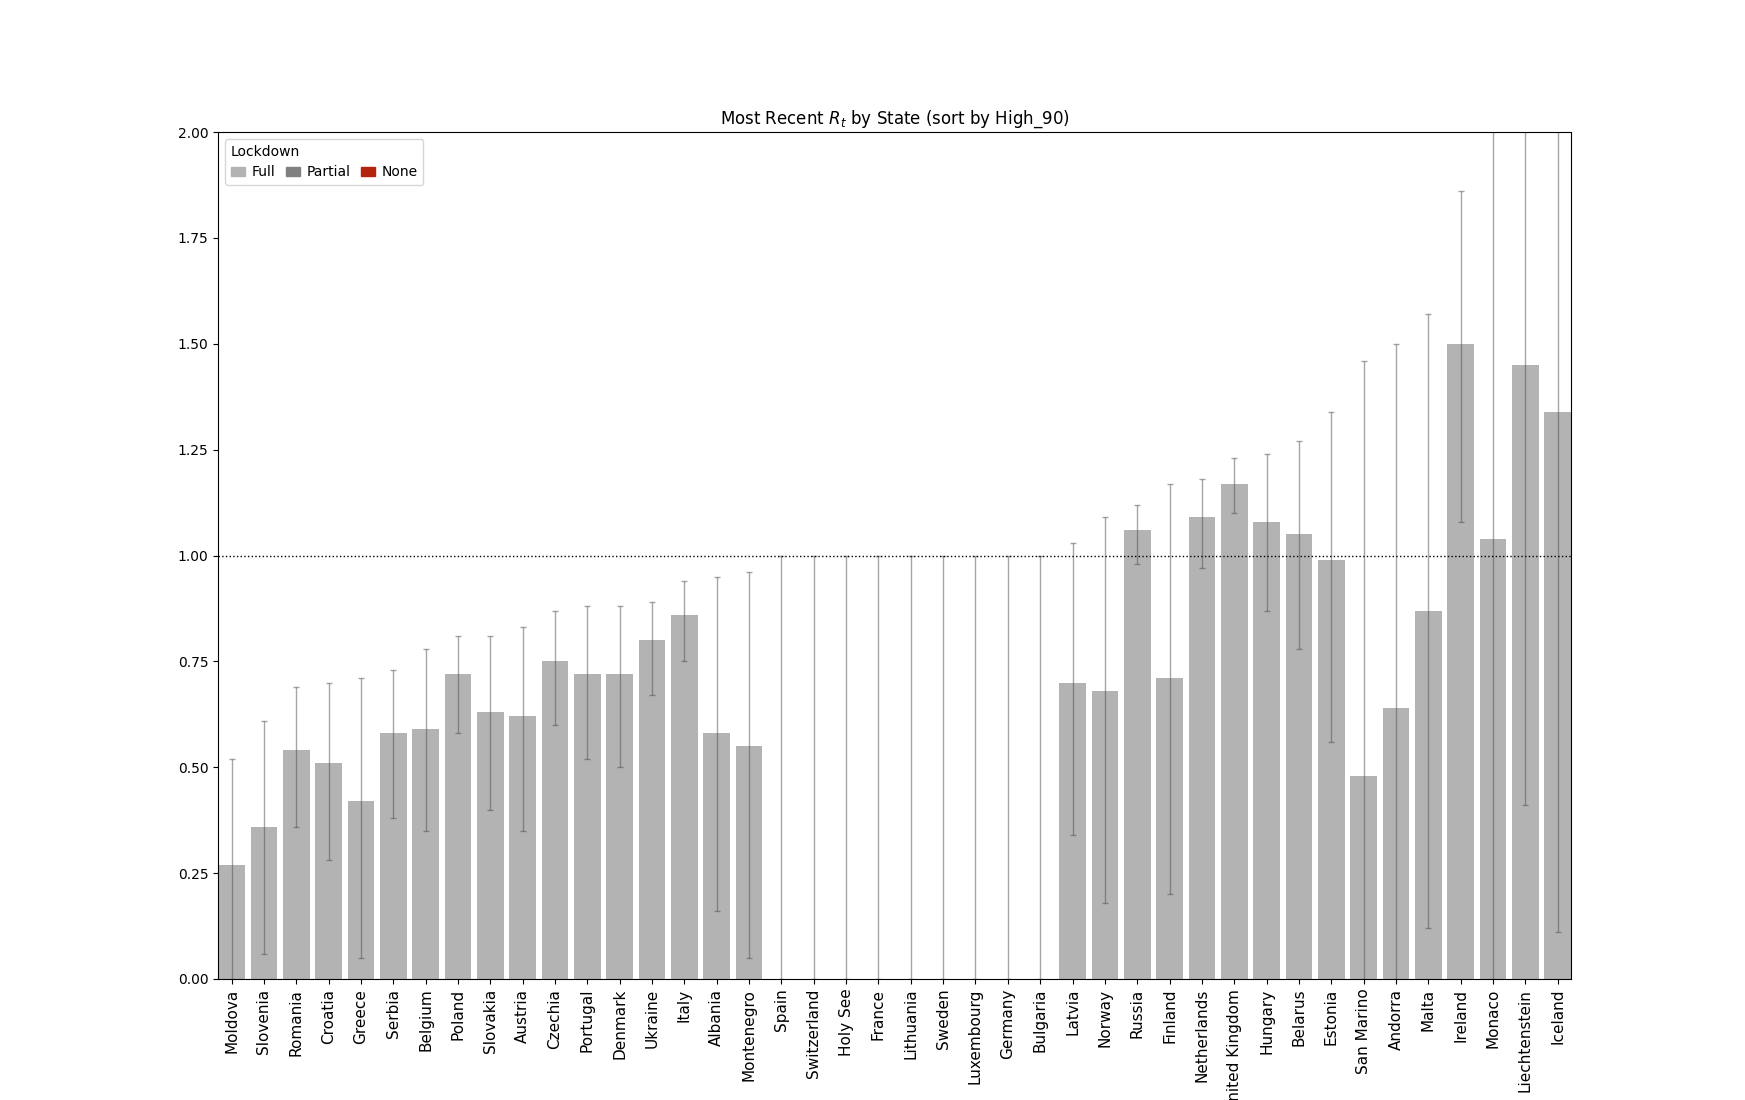 Most Recent R_t by State (sort by High_90)
Lockdown
Full Partial None
2.00
1.75
1.50
1.25
1.00
0.75
0.50
0.25
0.00
Moldova
Slovenia
Romania
Croatia
Greece
Serbia
Belgium
Poland
Slovakia
Austria
Czechia
Portugal
Denmark
Ukraine
Italy
Albania
Montenegro
Spain
Switzerland
Holy See
France
Lithuania
Sweden
Luxembourg
Germany
Bulgaria
Latvia
Norway
Russia
Finland
Netherlands
nited Kingdom
Hungary
Belarus
Estonia
San Marino
Andorra
Malta
Ireland
Monaco
Liechtenstein
Iceland